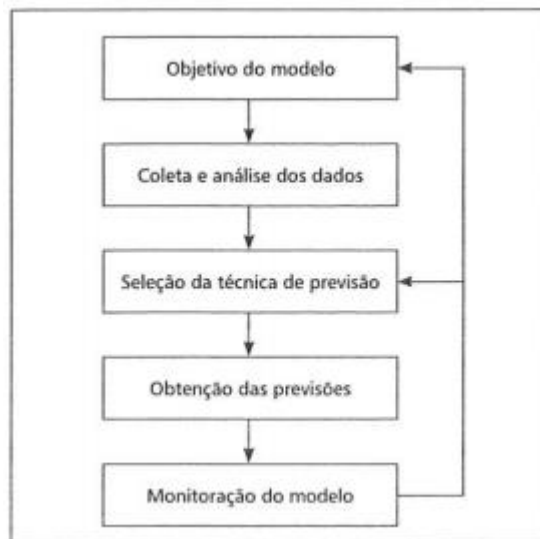 Objetivo do modelo
Coleta e análise dos dados
Seleção da técnica de previsão
Obtenção das previsões
Monitoração do modelo